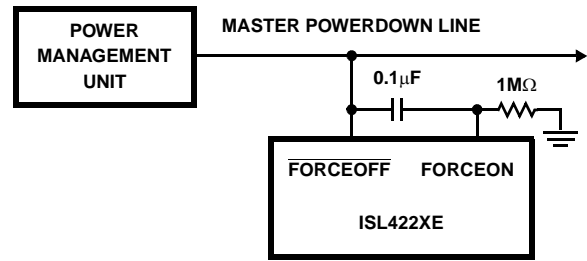 POWER
MANAGEMENT
UNIT
MASTER POWERDOWN LINE
0.1μF
1MΩ
FORCEOFF FORCEON
ISL422XE